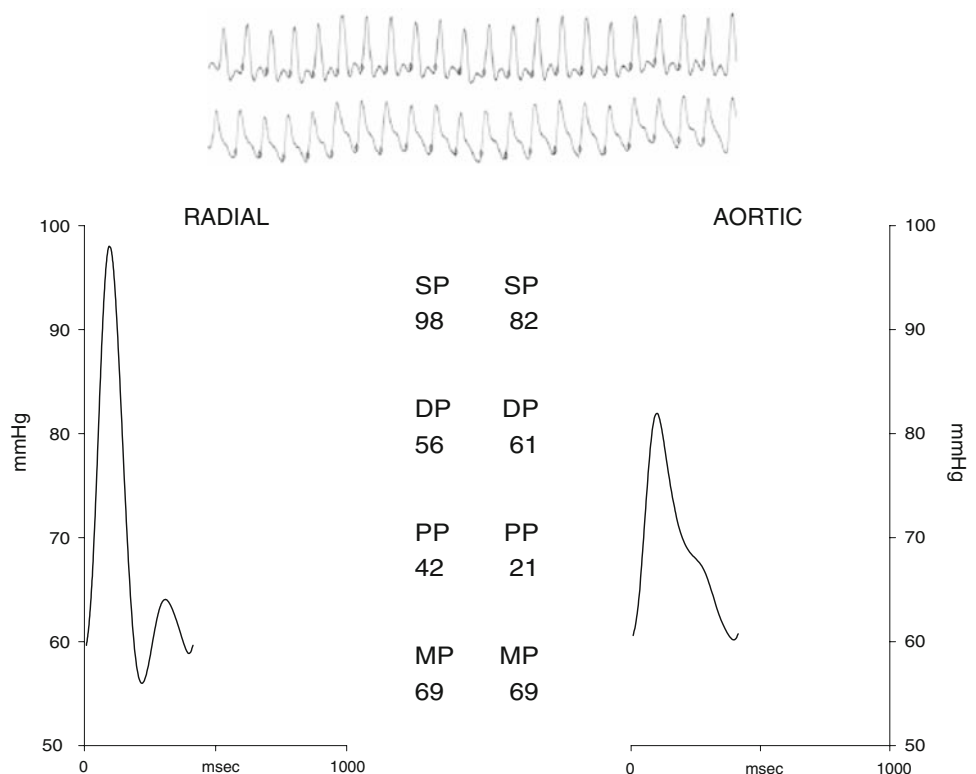 RADIAL AORTIC
100 100
SP SP
98 82
90 90
DP DP
56 61
80 80
mmHg mmHg
PP PP
42 21
70 70
60 60
MP MP
69 69
50 50
0 msec 1000 0 msec 1000